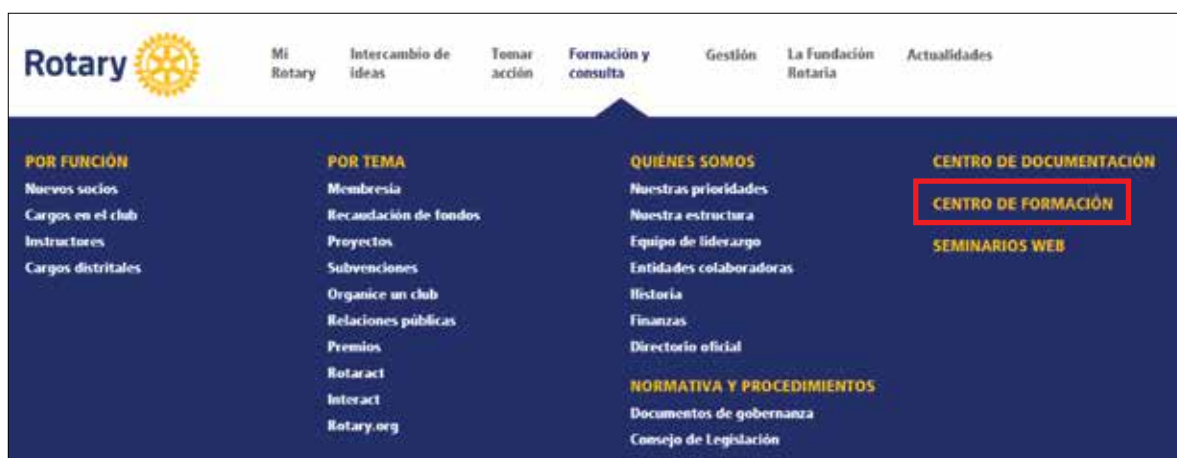 Rotary
Mi
Rotary
Intercambio de
ideas
Tomar
acción
Formación y
consulta
Gestión
La Fundación
Rotaria
Actualidades
POR FUNCIÓN
Nuevos socios
Cargos en el club
Instructores
Cargos distritales
POR TEMA
Membresía
Recaudación de fondos
Proyectos
Subvenciones
Organice un club
Relaciones públicas
Premios
Rotaract
Interact
Rotary.org
QUIÉNES SOMOS
Nuestras prioridades
Nuestra estructura
Equipo de liderazgo
Entidades colaboradoras
Historia
Finanzas
Directorio oficial
NORMATIVA Y PROCEDIMIENTOS
Documentos de gobernanza
Consejo de Legislación
CENTRO DE DOCUMENTACIÓN
CENTRO DE FORMACIÓN
SEMINARIOS WEB